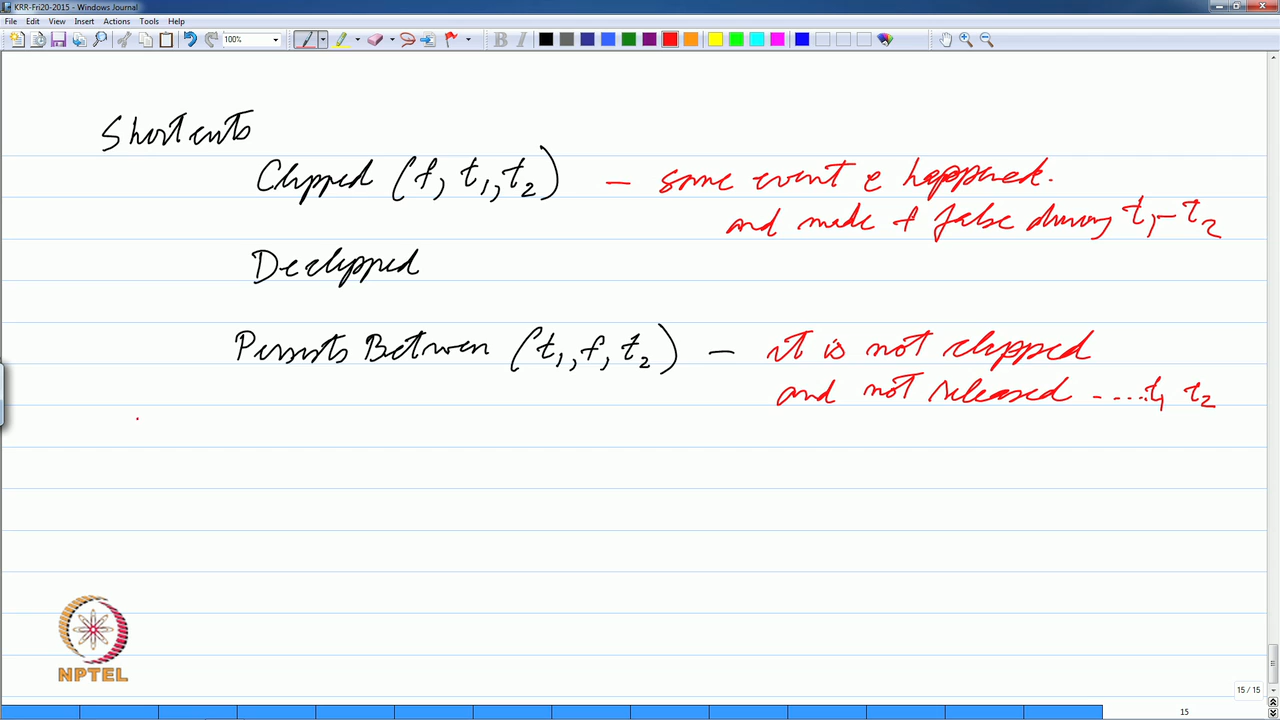 KRR-Fri20-2015 - Windows Journal
File Edit View Insert Actions Tools Help
100%
Shortcuts
Clipped (f, t1, t2) – some event e happened.
and made f false during t1 – t2
Declipped
Persists Between (t1, f, t2) – it is not clipped
and not released - ....t1 t2
NPTEL
15 / 15
15